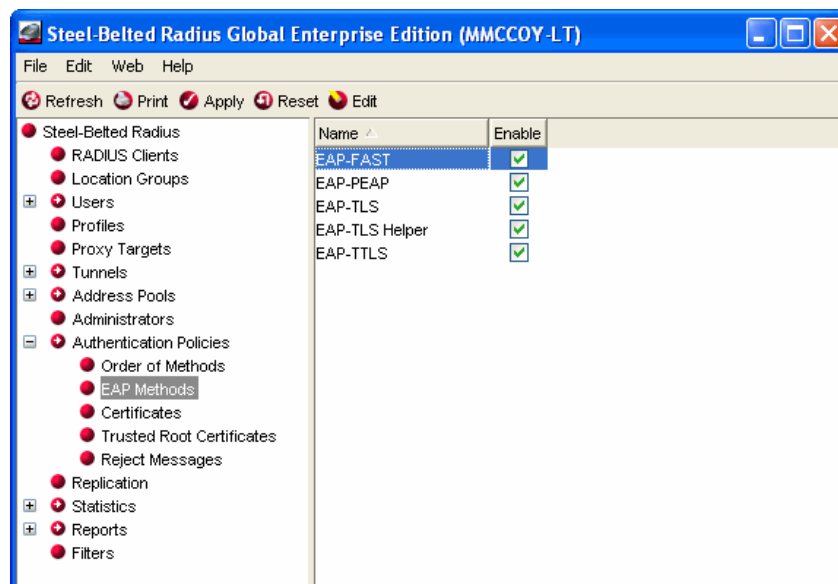 Steel-Belted Radius Global Enterprise Edition (MMCCOY-LT)
File Edit Web Help
Refresh Print Apply Reset Edit
Steel-Belted Radius
RADIUS Clients
Location Groups
Users
Profiles
Proxy Targets
Tunnels
Address Pools
Administrators
Authentication Policies
Order of Methods
EAP Methods
Certificates
Trusted Root Certificates
Reject Messages
Replication
Statistics
Reports
Filters
Name Enable
EAP-FAST
EAP-PEAP
EAP-TLS
EAP-TLS Helper
EAP-TTLS